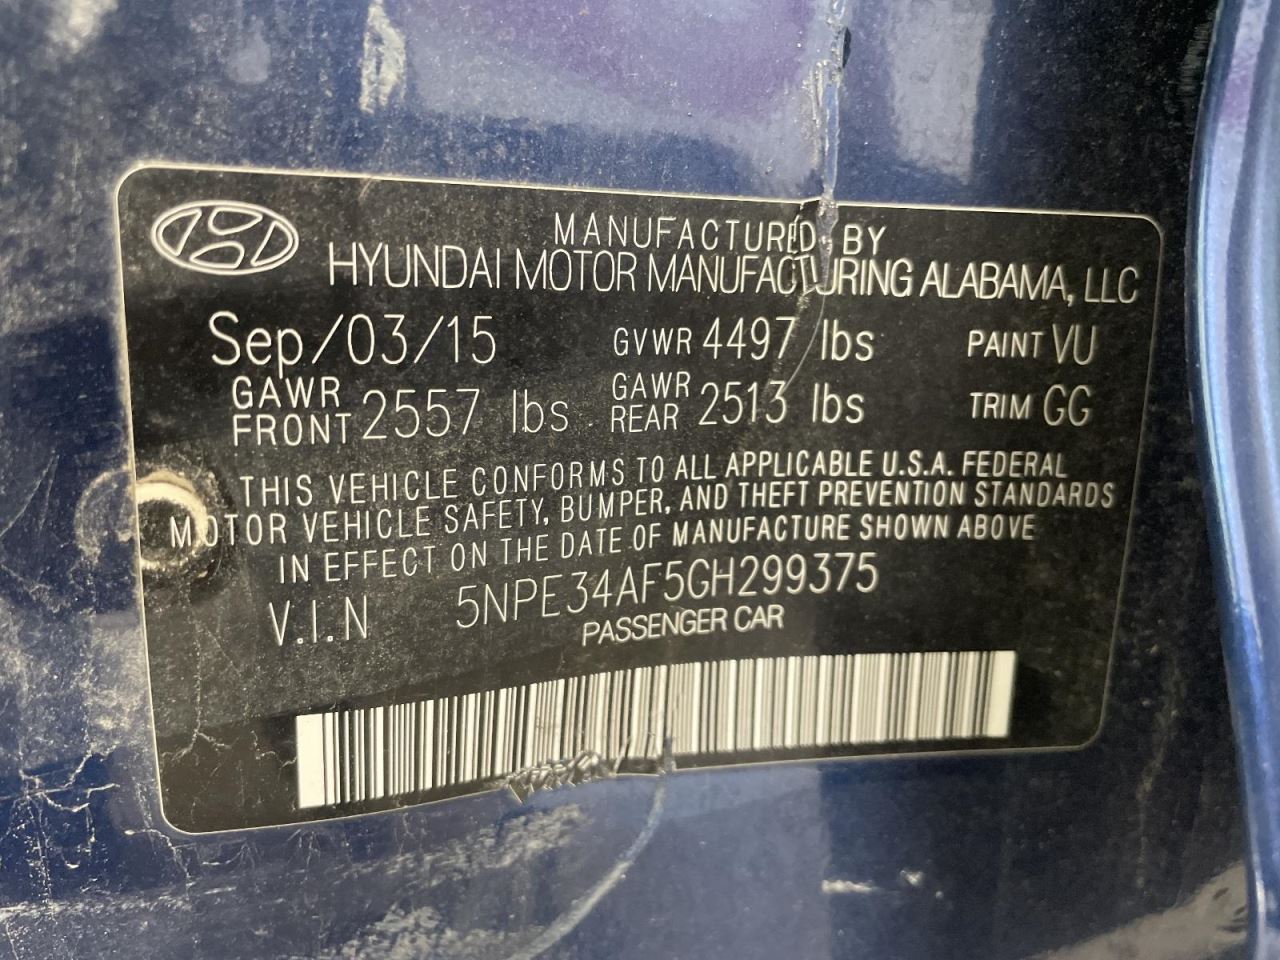 MANUFACTURED BY
HYUNDAI MOTOR MANUFACTURING ALABAMA, LLC
Sep/03/15 GVWR 4497 lbs PAINT VU
GAWR FRONT 2557 lbs GAWR REAR 2513 lbs TRIM GG
THIS VEHICLE CONFORMS TO ALL APPLICABLE U.S.A. FEDERAL
MOTOR VEHICLE SAFETY, BUMPER, AND THEFT PREVENTION STANDARDS
IN EFFECT ON THE DATE OF MANUFACTURE SHOWN ABOVE
V.I.N 5NPE34AF5GH299375
PASSENGER CAR